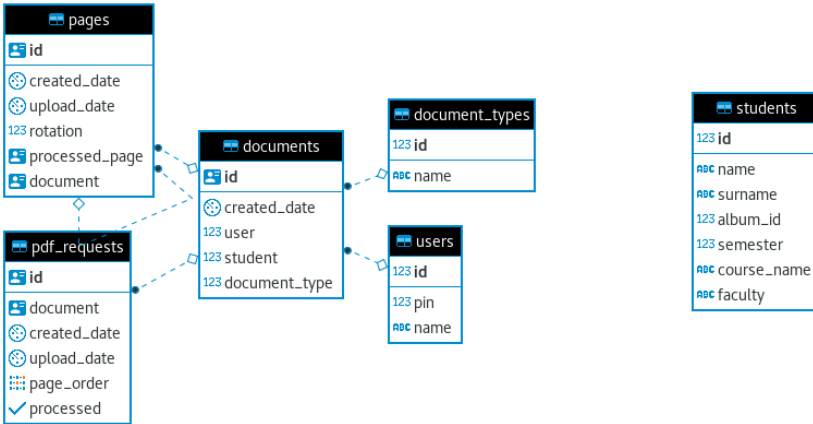 pages
id
created_date
upload_date
123 rotation
processed_page
document
pdf_requests
id
document
created_date
upload_date
page_order
processed
documents
id
created_date
123 user
123 student
123 document_type
document_types
123 id
ABC name
users
123 id
123 pin
ABC name
students
123 id
ABC name
ABC surname
123 album_id
123 semester
ABC course_name
ABC faculty